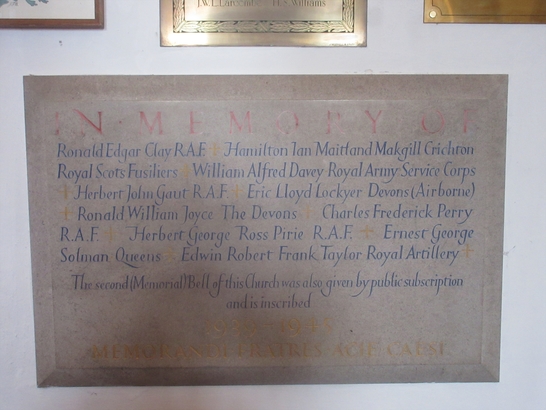 J.W.L.Larcombe H.J. Williams
IN MEMORY OF
Ronald Edgar Clay R.A.F. + Hamilton Ian Maitland Makgill Crichton
Royal Scots Fusiliers + William Alfred Davey Royal Army Service Corps
+ Herbert John Gant R.A.F. + Eric Lloyd Lockyer Devons (Airborne)
+ Ronald William Joyce The Devons + Charles Frederick Perry
R.A.F. + Herbert George Ross Pirie R.A.F. + Ernest George
Solman Queens + Edwin Robert Frank Taylor Royal Artillery +
The second (Memorial) Bell of this Church was also given by public subscription
and is inscribed